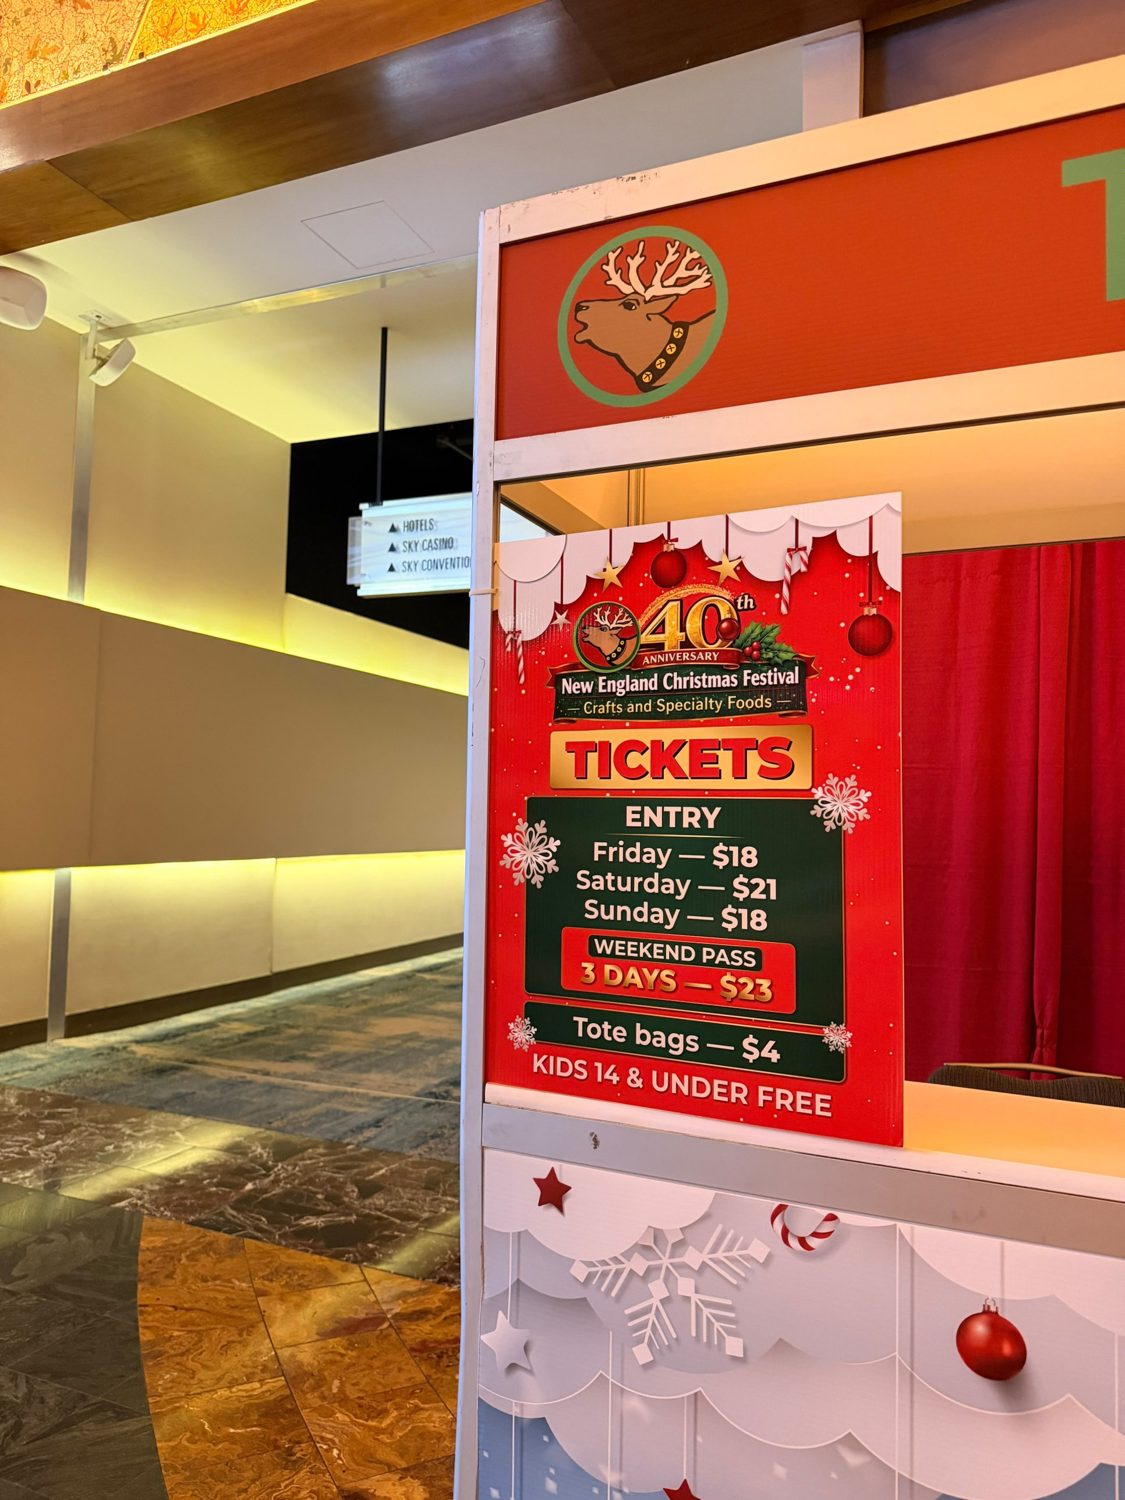 T
▲ HOTELS
▲ SKY CASINO
▲ SKY CONVENTIO
40th
ANNIVERSARY
New England Christmas Festival
— Crafts and Specialty Foods —
TICKETS
ENTRY
Friday — $18
Saturday — $21
Sunday — $18
WEEKEND PASS
3 DAYS — $23
Tote bags — $4
KIDS 14 & UNDER FREE